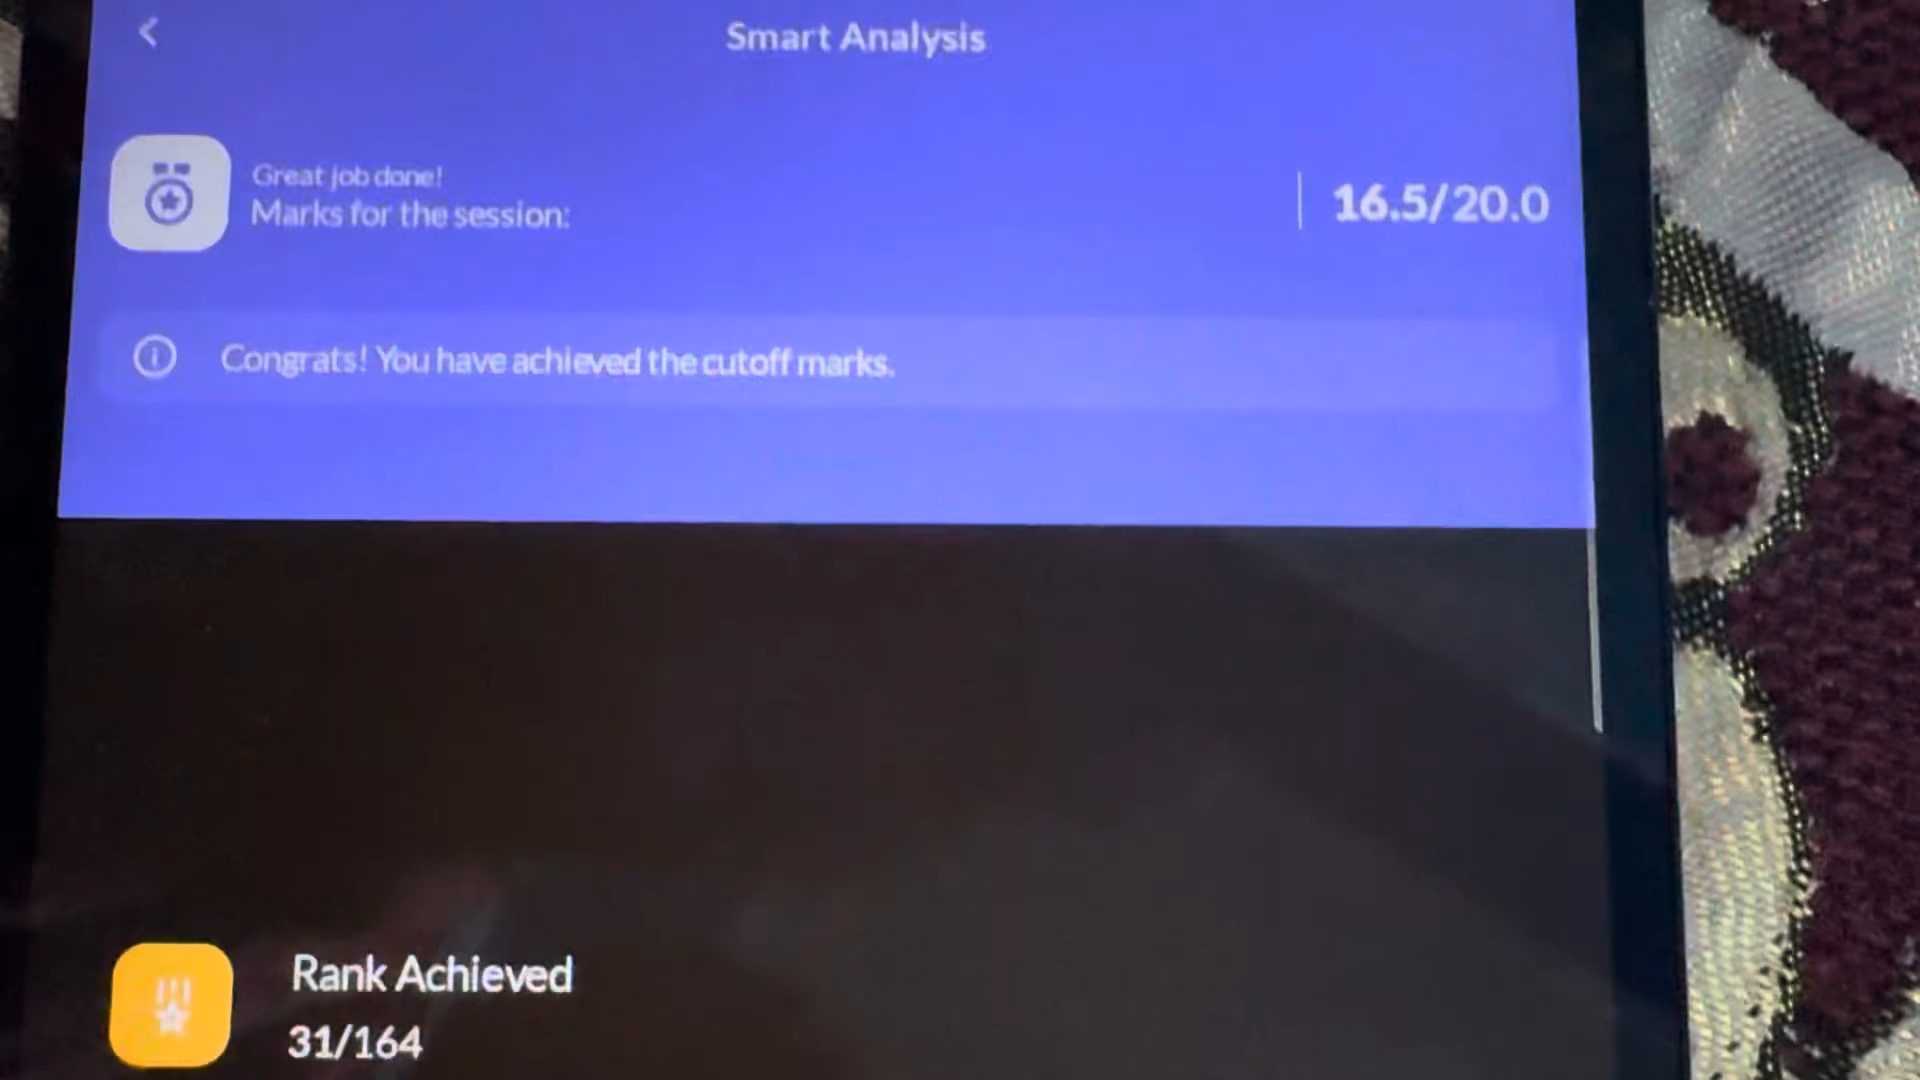 Smart Analysis
Great job done!
Marks for the session:
16.5/20.0
Congrats! You have achieved the cutoff marks.
Rank Achieved
31/164